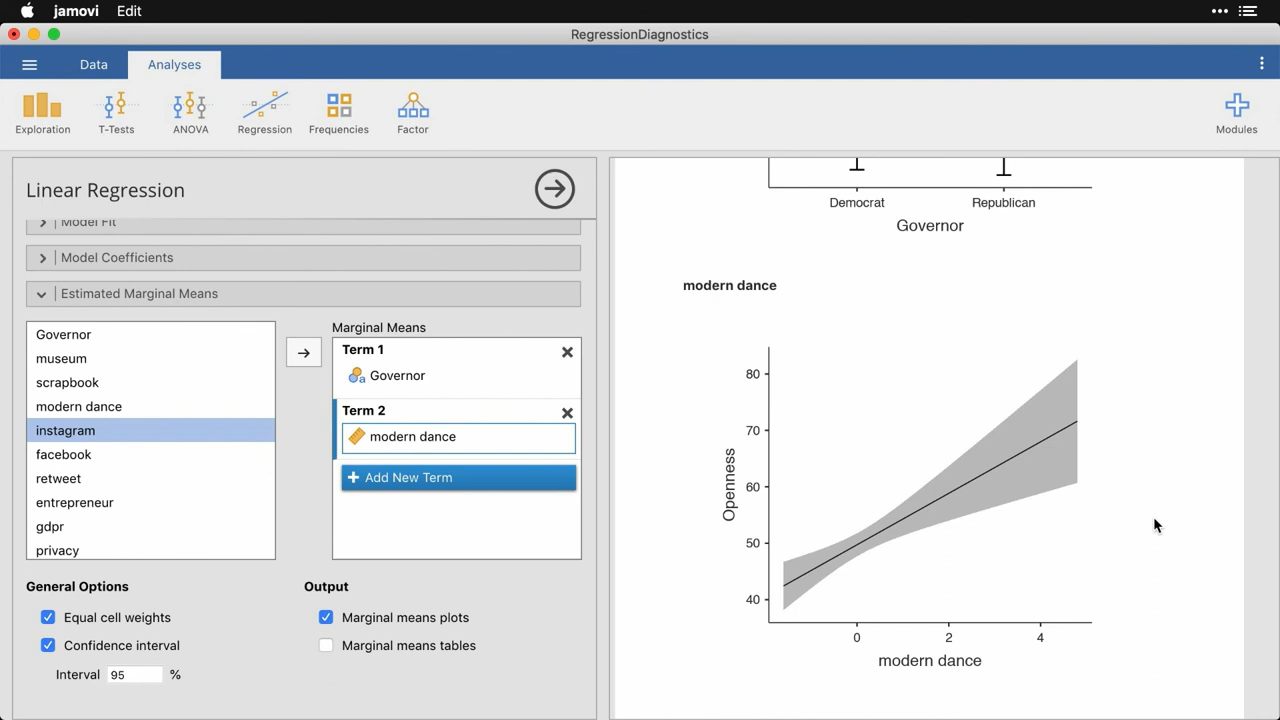 jamovi Edit
RegressionDiagnostics
Data Analyses
Exploration T-Tests ANOVA Regression Frequencies Factor Modules
Linear Regression
Model Fit
Model Coefficients
Estimated Marginal Means
Governor
museum
scrapbook
modern dance
instagram
facebook
retweet
entrepreneur
gdpr
privacy
Marginal Means
Term 1
a Governor
Term 2
modern dance
+ Add New Term
General Options
Equal cell weights
Confidence interval
Interval 95 %
Output
Marginal means plots
Marginal means tables
Democrat Republican
Governor
modern dance
80
70
60
50
40
Openness
0 2 4
modern dance